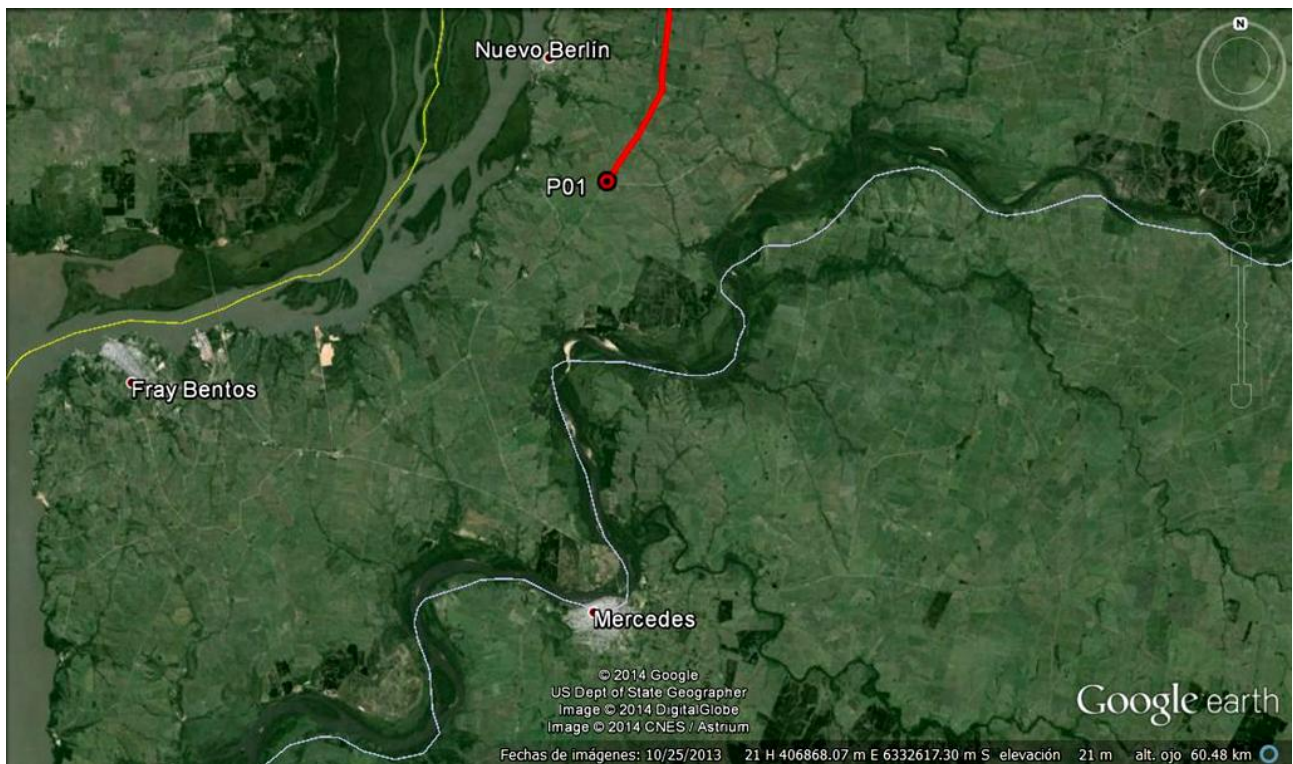 N
Nuevo Berlín
P01
Fray Bentos
Mercedes
© 2014 Google
US Dept of State Geographer
Image © 2014 DigitalGlobe
Image © 2014 CNES / Astrium
Google earth
Fechas de imágenes: 10/25/2013 21 H 406868.07 m E 6332617.30 m S elevación 21 m alt. ojo 60.48 km